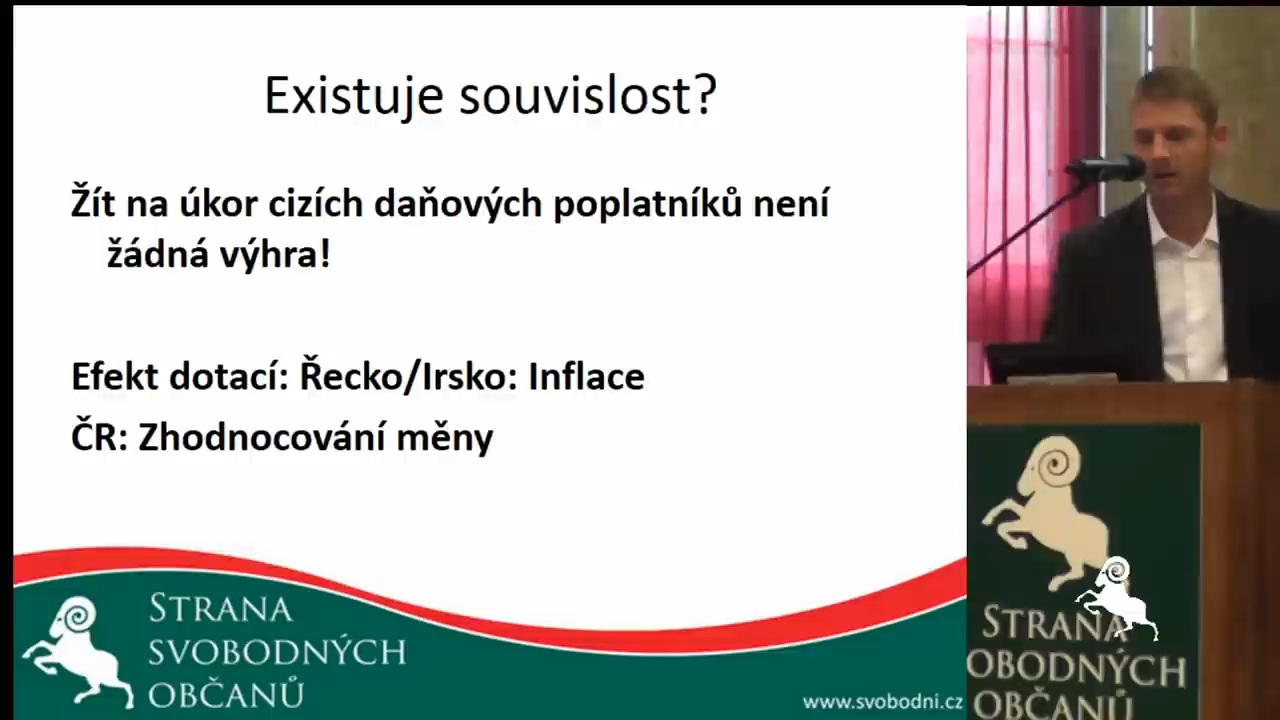 Existuje souvislost?
Žít na úkor cizích daňových poplatníků není
žádná výhra!
Efekt dotací: Řecko/Irsko: Inflace
ČR: Zhodnocování měny
STRANA
SVOBODNÝCH
OBČANŮ
www.svobodni.cz
STRANA
OBODNÝCH
OBČANŮ